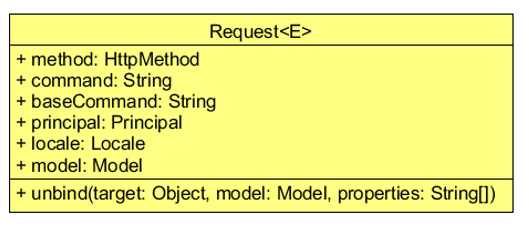 Request<E>
+ method: HttpMethod
+ command: String
+ baseCommand: String
+ principal: Principal
+ locale: Locale
+ model: Model
+ unbind(target: Object, model: Model, properties: String[])